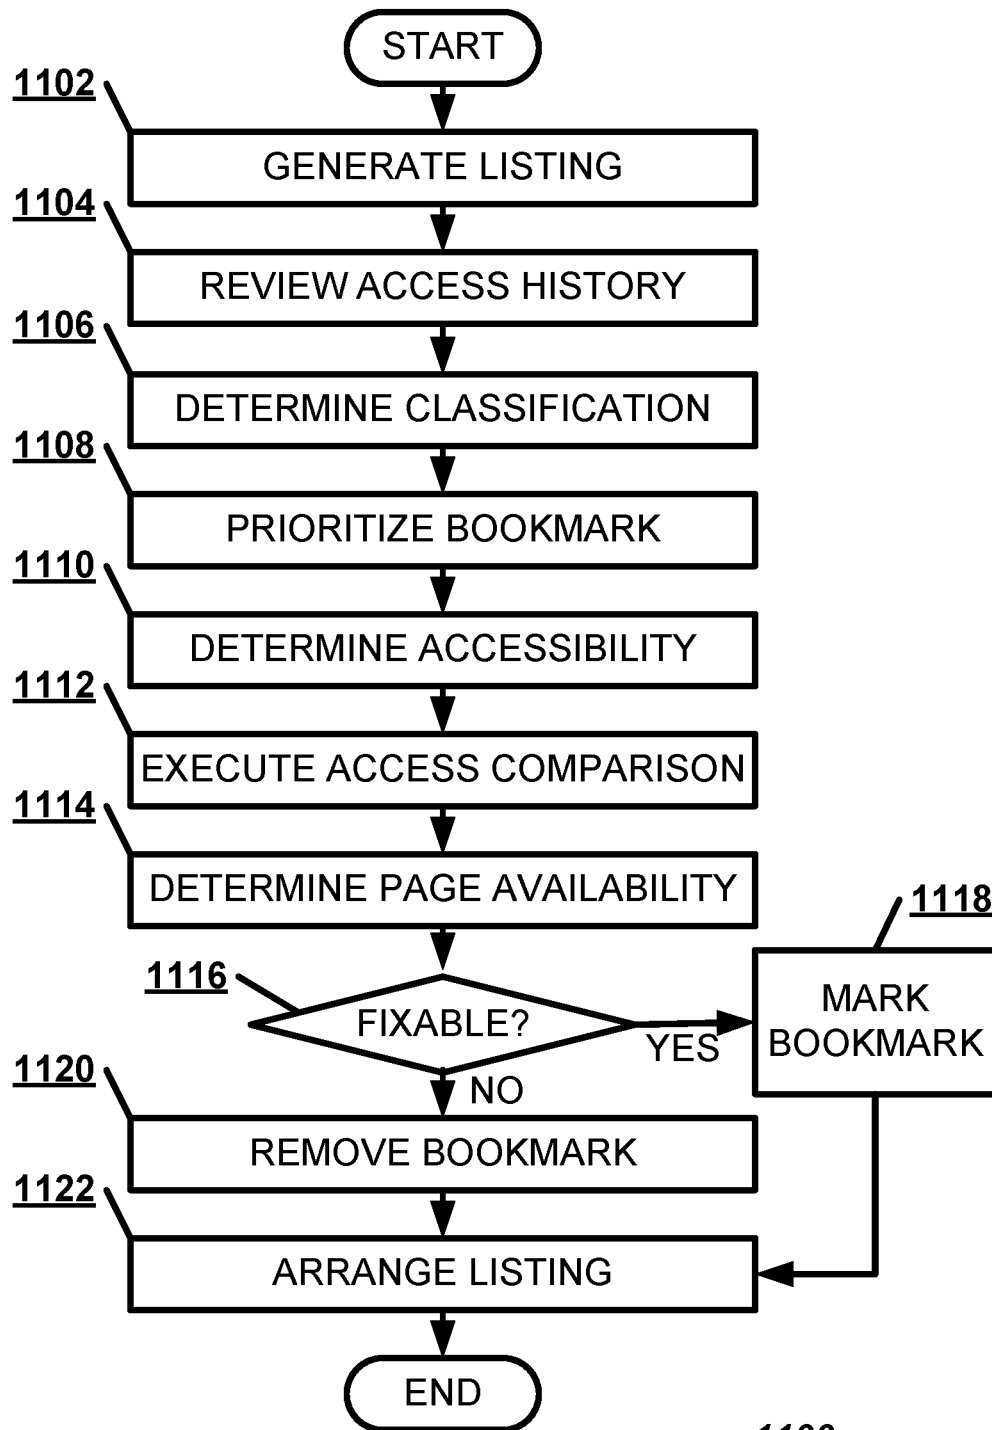 START
1102
GENERATE LISTING
1104
REVIEW ACCESS HISTORY
1106
DETERMINE CLASSIFICATION
1108
PRIORITIZE BOOKMARK
1110
DETERMINE ACCESSIBILITY
1112
EXECUTE ACCESS COMPARISON
1114
DETERMINE PAGE AVAILABILITY
1118
1116
FIXABLE?
YES
MARK
BOOKMARK
NO
1120
REMOVE BOOKMARK
1122
ARRANGE LISTING
END